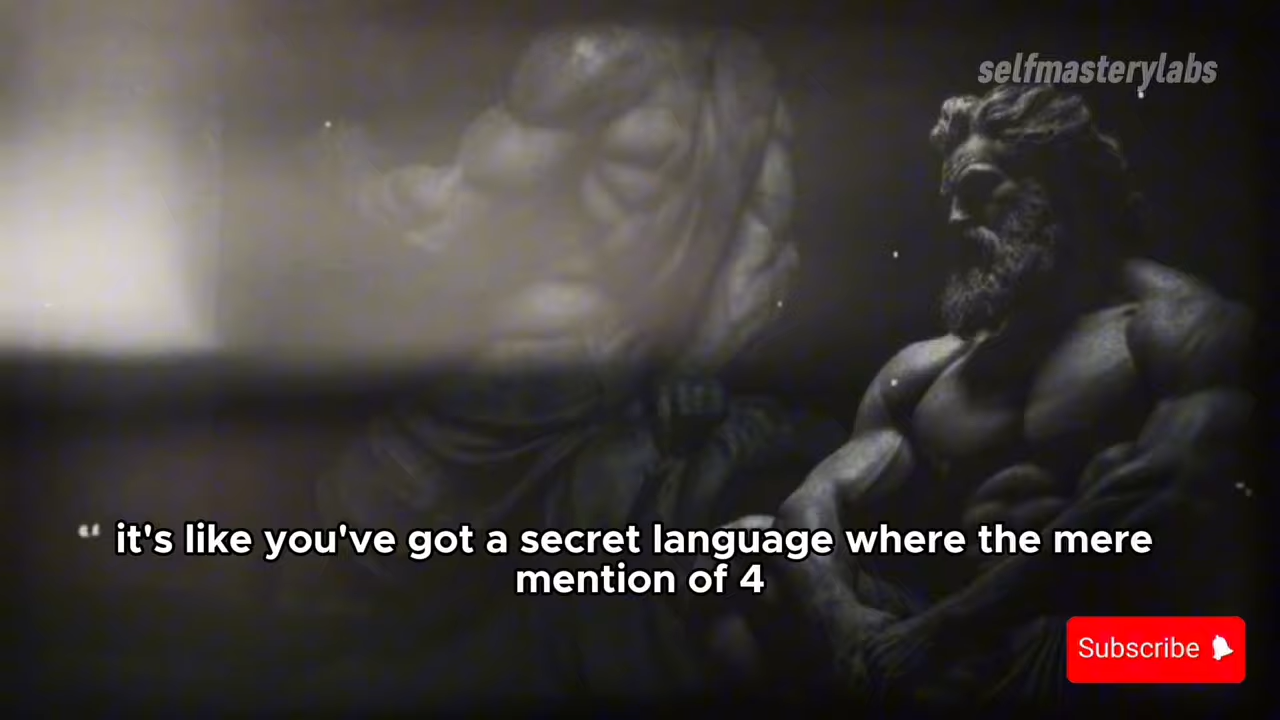 selfmasterylabs
“ it's like you've got a secret language where the mere
mention of 4
Subscribe